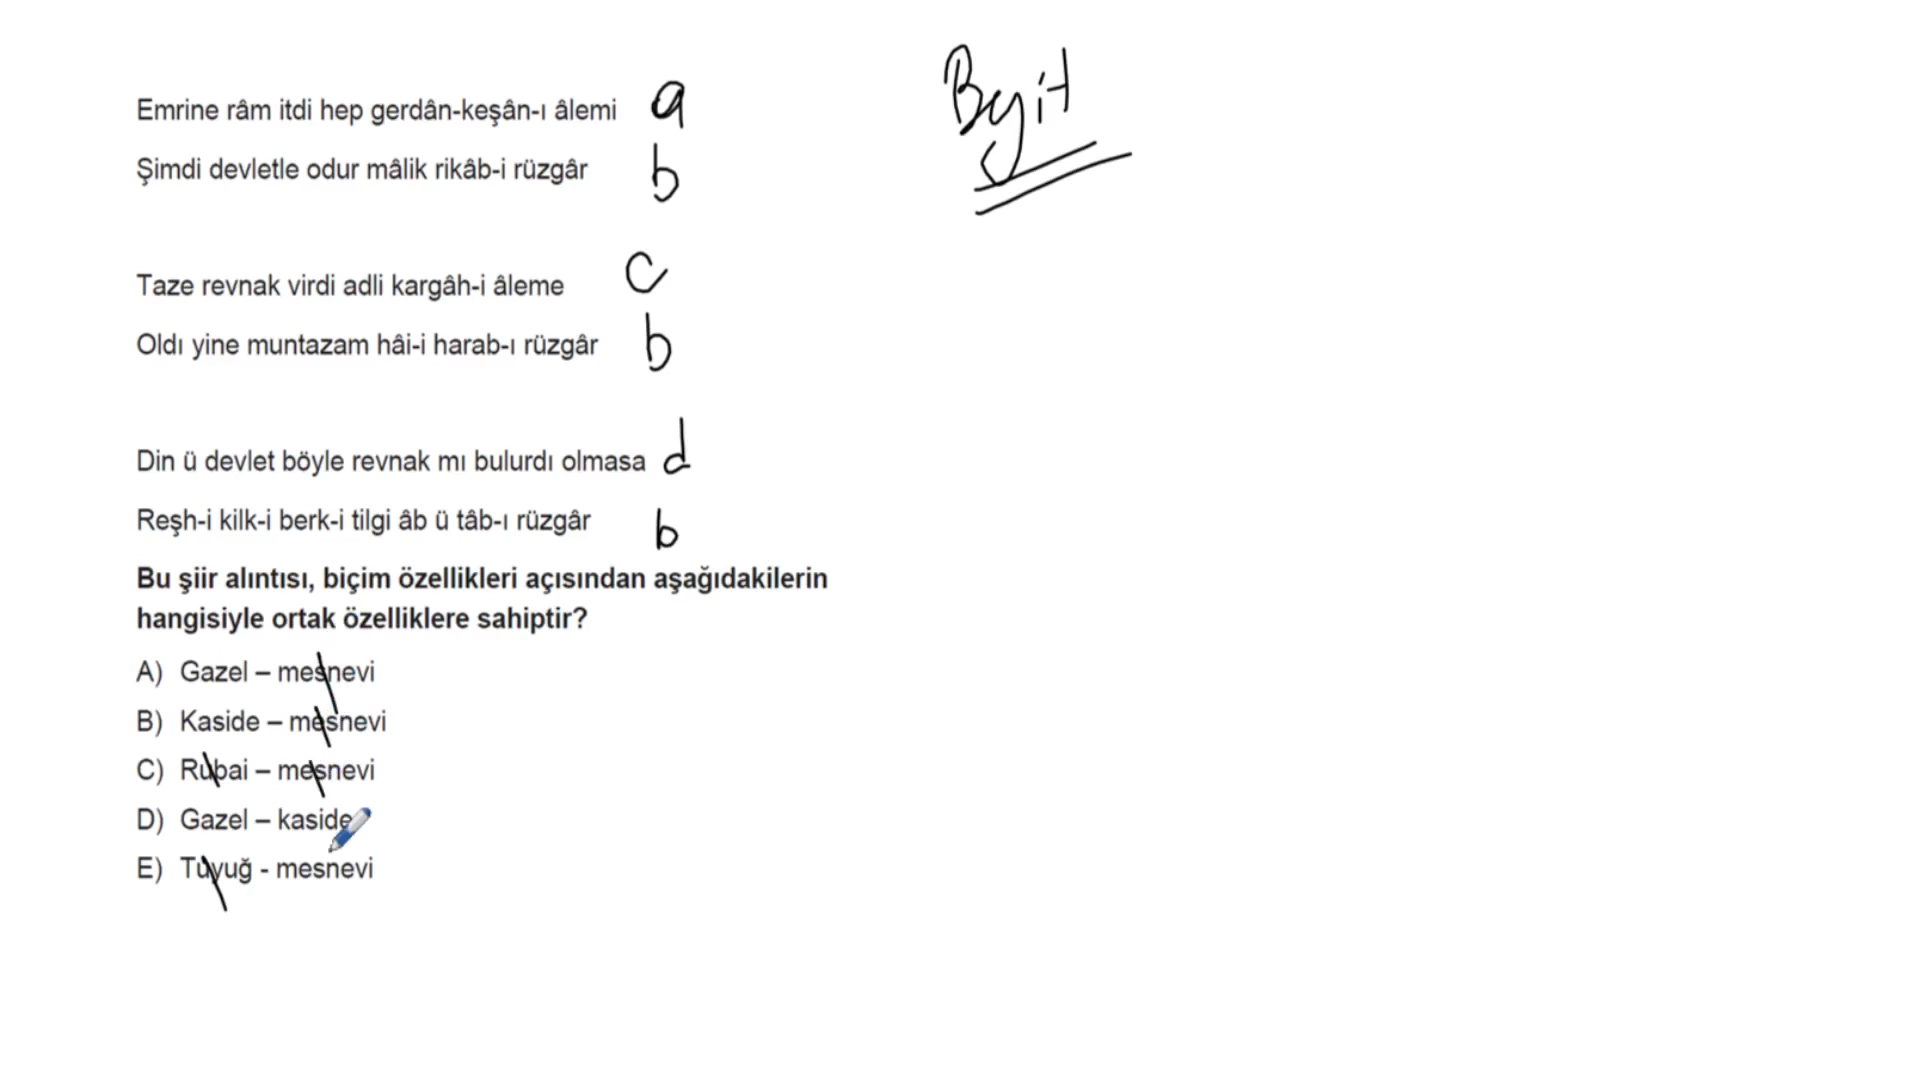 Beyit
Emrine râm itdi hep gerdân-keşân-ı âlemi a
Şimdi devletle odur mâlik rikâb-i rüzgâr b
Taze revnak virdi adli kargâh-i âleme c
Oldı yine muntazam hâi-i harab-ı rüzgâr b
Din ü devlet böyle revnak mı bulurdı olmasa d
Reşh-i kilk-i berk-i tilgi âb ü tâb-ı rüzgâr b
Bu şiir alıntısı, biçim özellikleri açısından aşağıdakilerin
hangisiyle ortak özelliklere sahiptir?
A) Gazel – mesnevi
B) Kaside – mesnevi
C) Rubai – mesnevi
D) Gazel – kaside
E) Tuyuğ - mesnevi